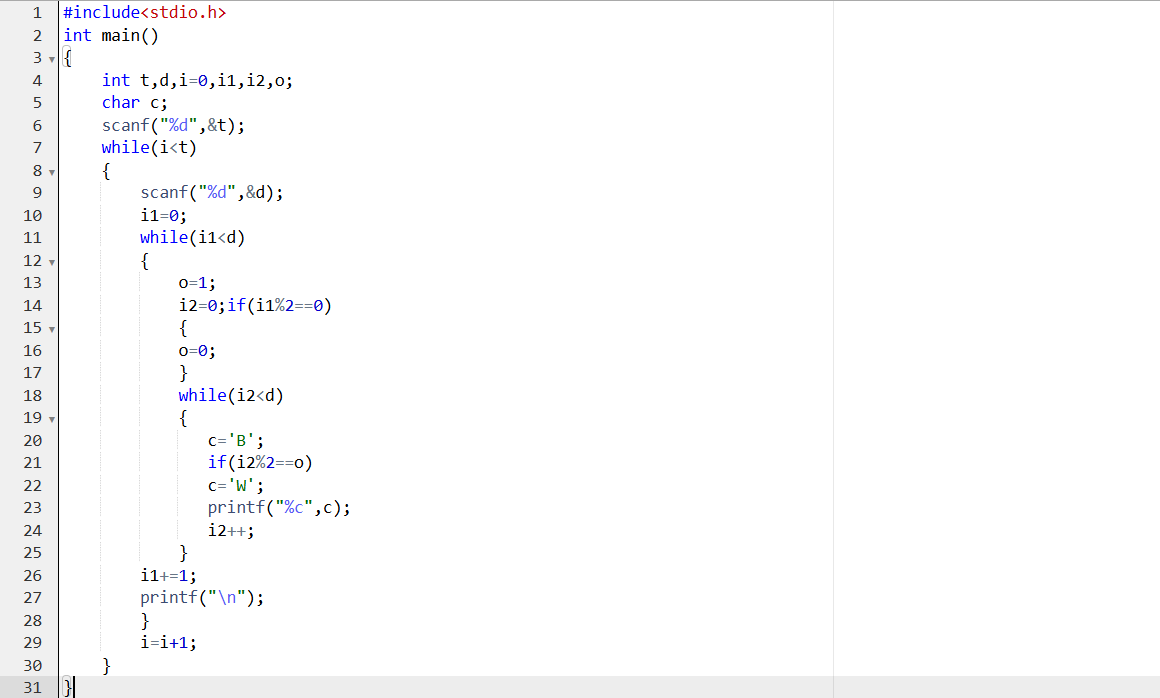 1 #include<stdio.h>
2 int main()
3 {
4 int t,d,i=0,i1,i2,o;
5 char c;
6 scanf("%d",&t);
7 while(i<t)
8 {
9 scanf("%d",&d);
10 i1=0;
11 while(i1<d)
12 {
13 o=1;
14 i2=0;if(i1%2==0)
15 {
16 o=0;
17 }
18 while(i2<d)
19 {
20 c='B';
21 if(i2%2==o)
22 c='W';
23 printf("%c",c);
24 i2++;
25 }
26 i1+=1;
27 printf("\n");
28 }
29 i=i+1;
30 }
31 }